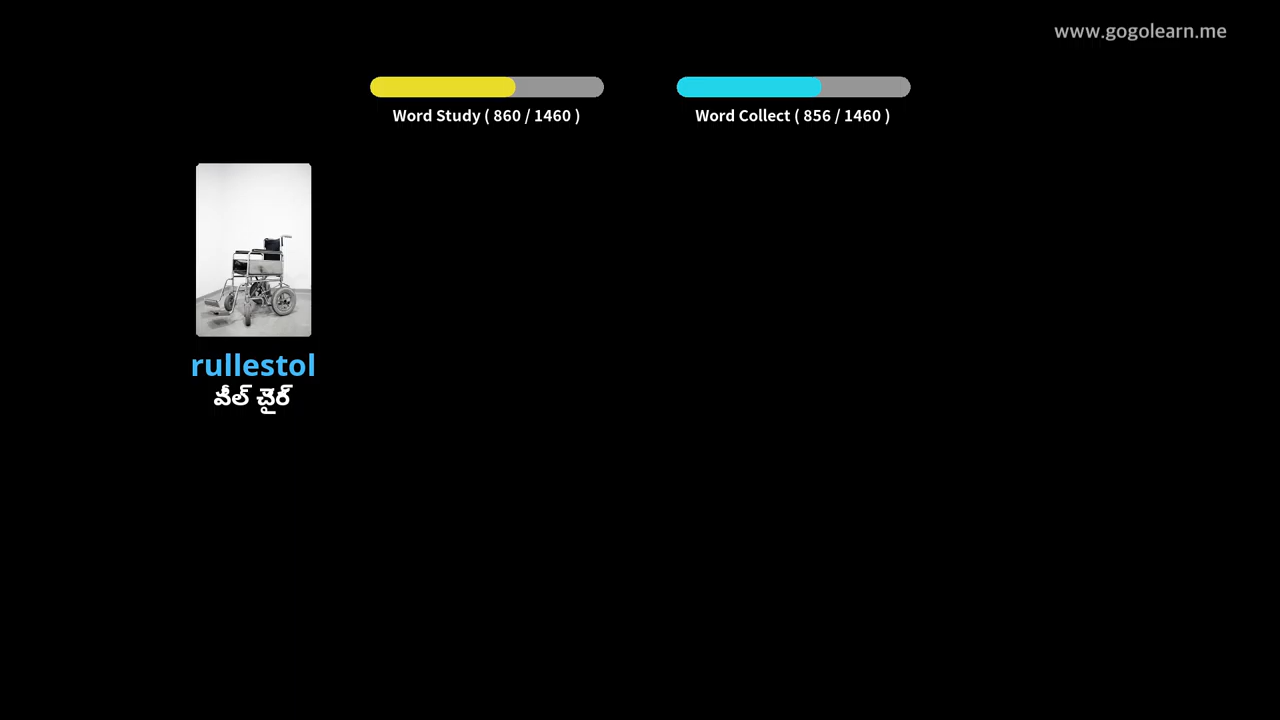 www.gogolearn.me
Word Study ( 860 / 1460 )
Word Collect ( 856 / 1460 )
rullestol
వీల్ చైర్